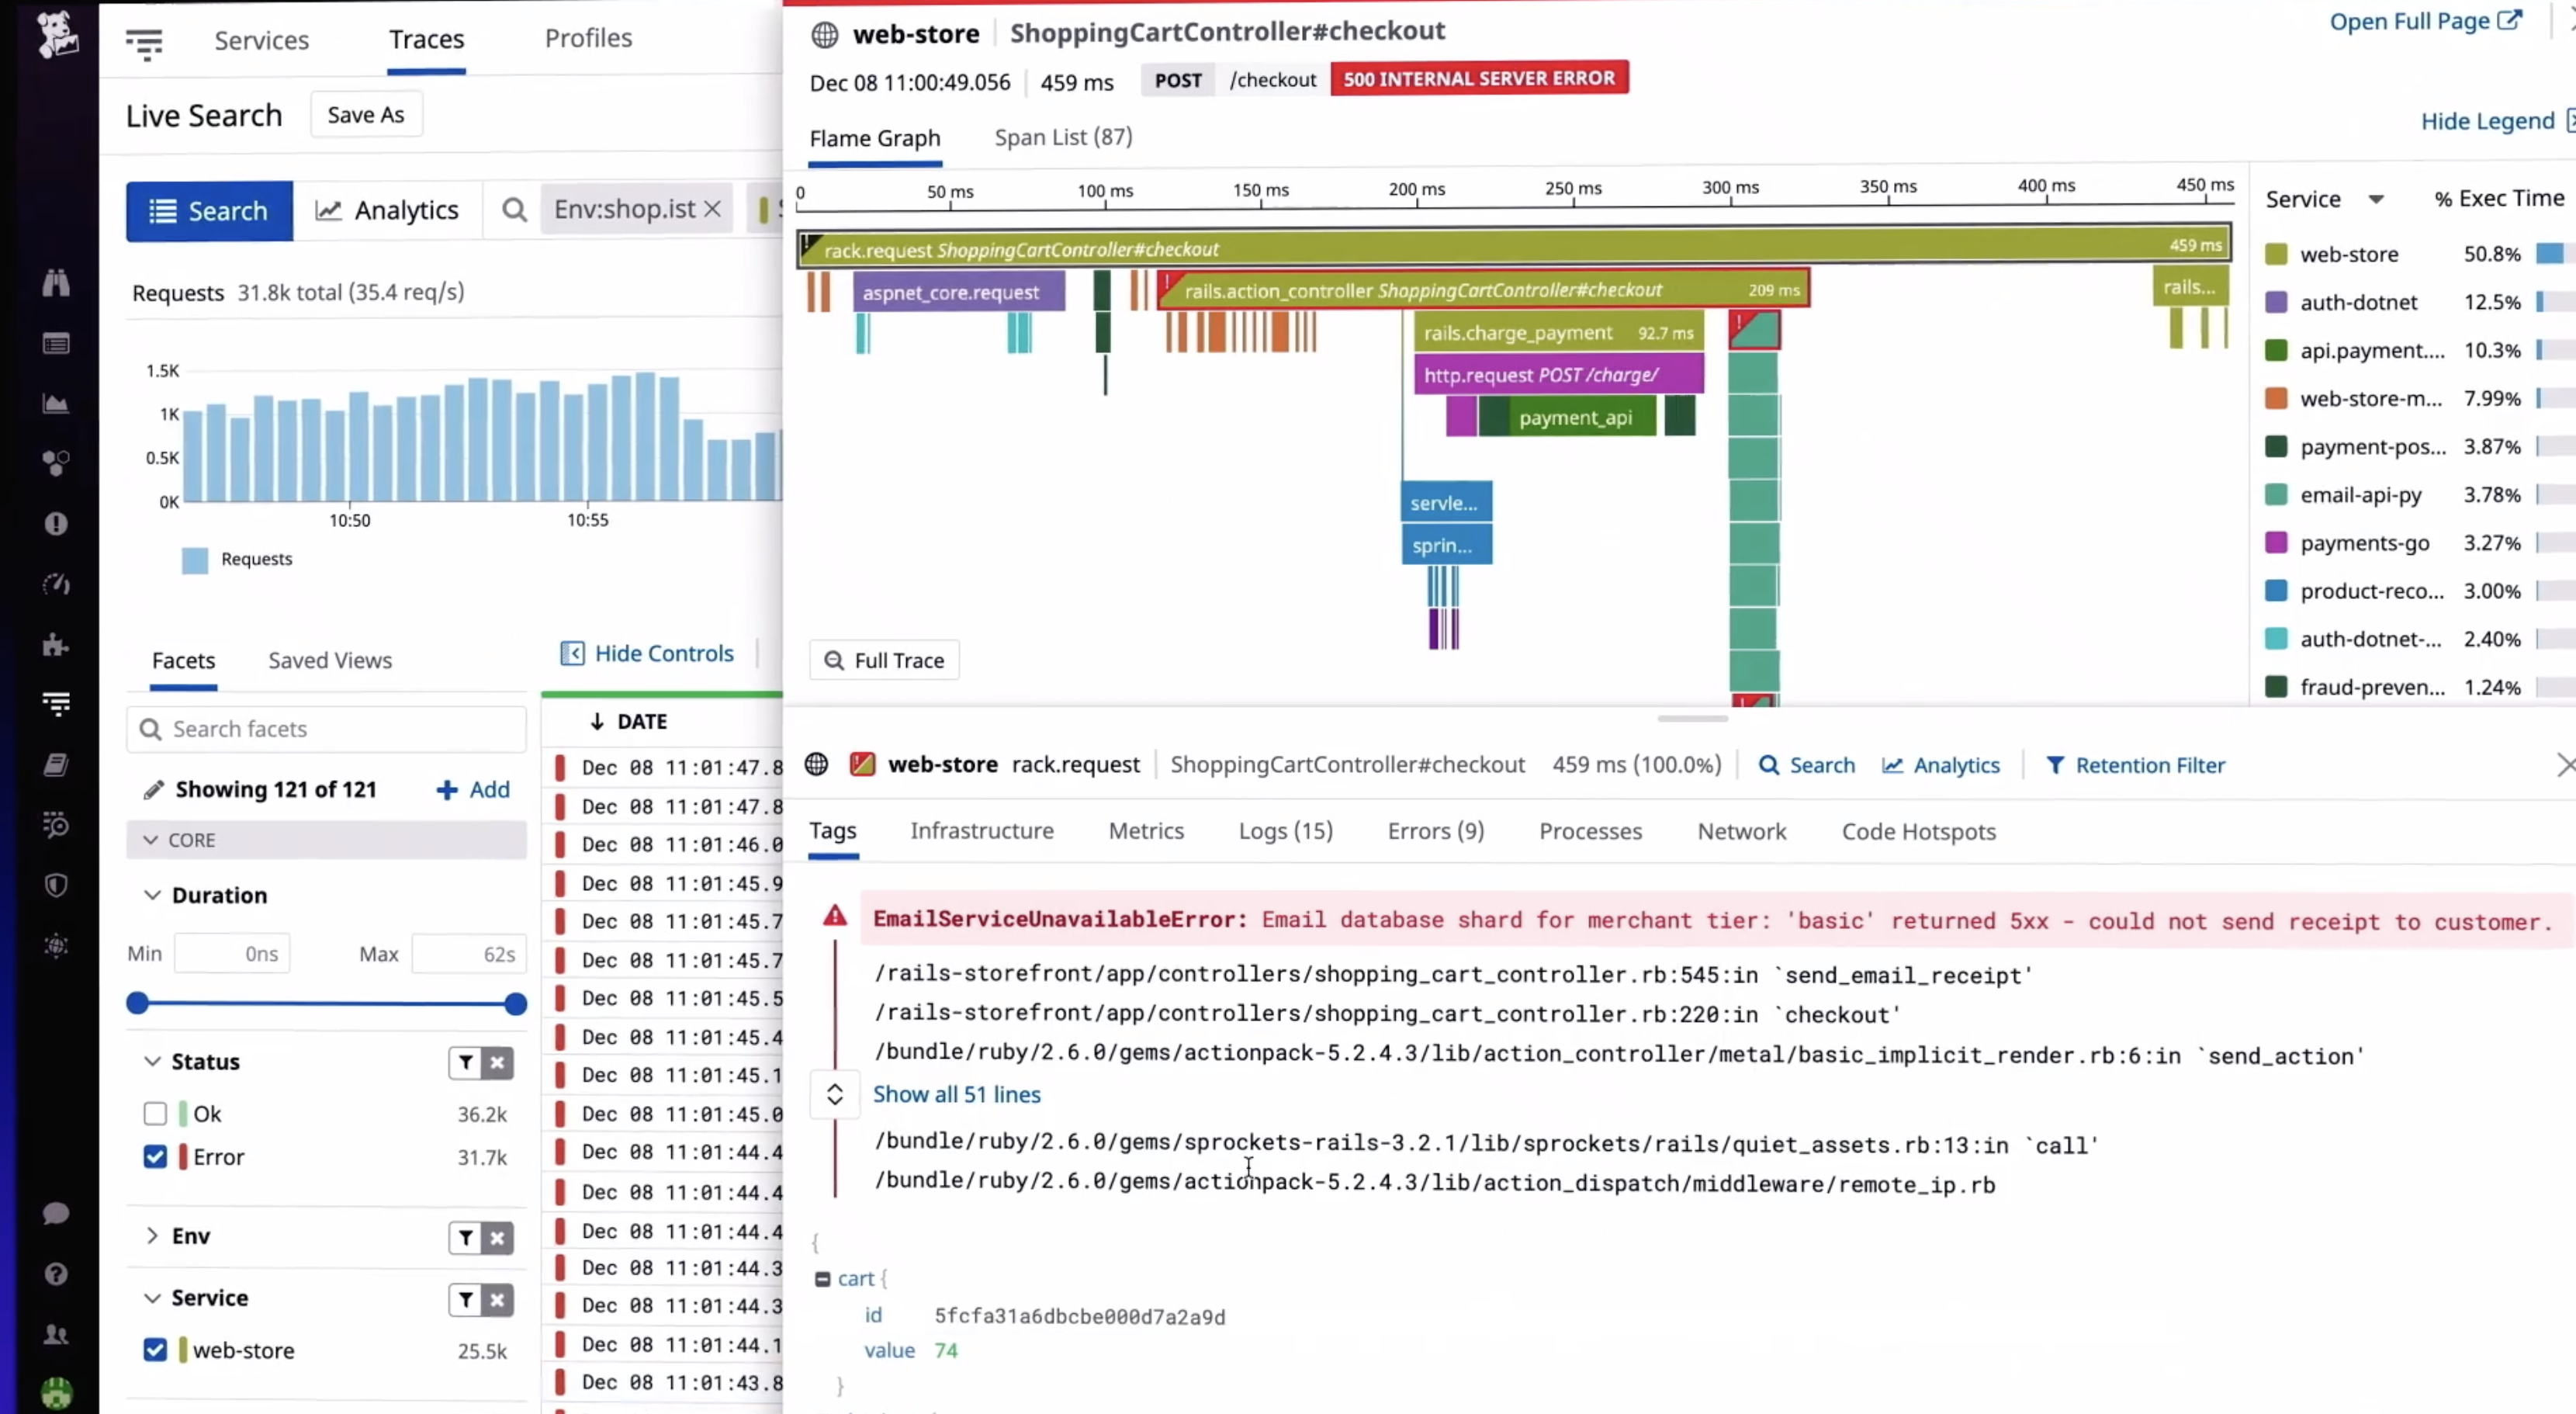 Services Traces Profiles
Live Search Save As
Search Analytics Env:shop.ist
Requests 31.8k total (35.4 req/s)
1.5K
1K
0.5K
0K
10:50 10:55
Requests
Facets Saved Views
Hide Controls
Search facets
DATE
Showing 121 of 121 Add
CORE
Duration
Min 0ns Max 62s
Status
Ok 36.2k
Error 31.7k
Env
Service
web-store 25.5k
Dec 08 11:01:47.8
Dec 08 11:01:47.8
Dec 08 11:01:46.0
Dec 08 11:01:45.9
Dec 08 11:01:45.7
Dec 08 11:01:45.7
Dec 08 11:01:45.5
Dec 08 11:01:45.4
Dec 08 11:01:45.1
Dec 08 11:01:45.0
Dec 08 11:01:44.4
Dec 08 11:01:44.4
Dec 08 11:01:44.4
Dec 08 11:01:44.3
Dec 08 11:01:44.3
Dec 08 11:01:44.1
Dec 08 11:01:43.8
web-store ShoppingCartController#checkout
Open Full Page
Dec 08 11:00:49.056 459 ms POST /checkout 500 INTERNAL SERVER ERROR
Hide Legend
Flame Graph Span List (87)
0 50 ms 100 ms 150 ms 200 ms 250 ms 300 ms 350 ms 400 ms 450 ms
rack.request ShoppingCartController#checkout 459 ms
aspnet_core.request
rails.action_controller ShoppingCartController#checkout 209 ms
rails...
rails.charge_payment 92.7 ms
http.request POST /charge/
payment_api
servle...
sprin...
Full Trace
Service % Exec Time
web-store 50.8%
auth-dotnet 12.5%
api.payment.... 10.3%
web-store-m... 7.99%
payment-pos... 3.87%
email-api-py 3.78%
payments-go 3.27%
product-reco... 3.00%
auth-dotnet-... 2.40%
fraud-preven... 1.24%
web-store rack.request ShoppingCartController#checkout 459 ms (100.0%) Search Analytics Retention Filter
Tags Infrastructure Metrics Logs (15) Errors (9) Processes Network Code Hotspots
EmailServiceUnavailableError: Email database shard for merchant tier: 'basic' returned 5xx - could not send receipt to customer.
/rails-storefront/app/controllers/shopping_cart_controller.rb:545:in `send_email_receipt'
/rails-storefront/app/controllers/shopping_cart_controller.rb:220:in `checkout'
/bundle/ruby/2.6.0/gems/actionpack-5.2.4.3/lib/action_controller/metal/basic_implicit_render.rb:6:in `send_action'
Show all 51 lines
/bundle/ruby/2.6.0/gems/sprockets-rails-3.2.1/lib/sprockets/rails/quiet_assets.rb:13:in `call'
/bundle/ruby/2.6.0/gems/actionpack-5.2.4.3/lib/action_dispatch/middleware/remote_ip.rb
{
cart {
id 5fcfa31a6dbcbe000d7a2a9d
value 74
}